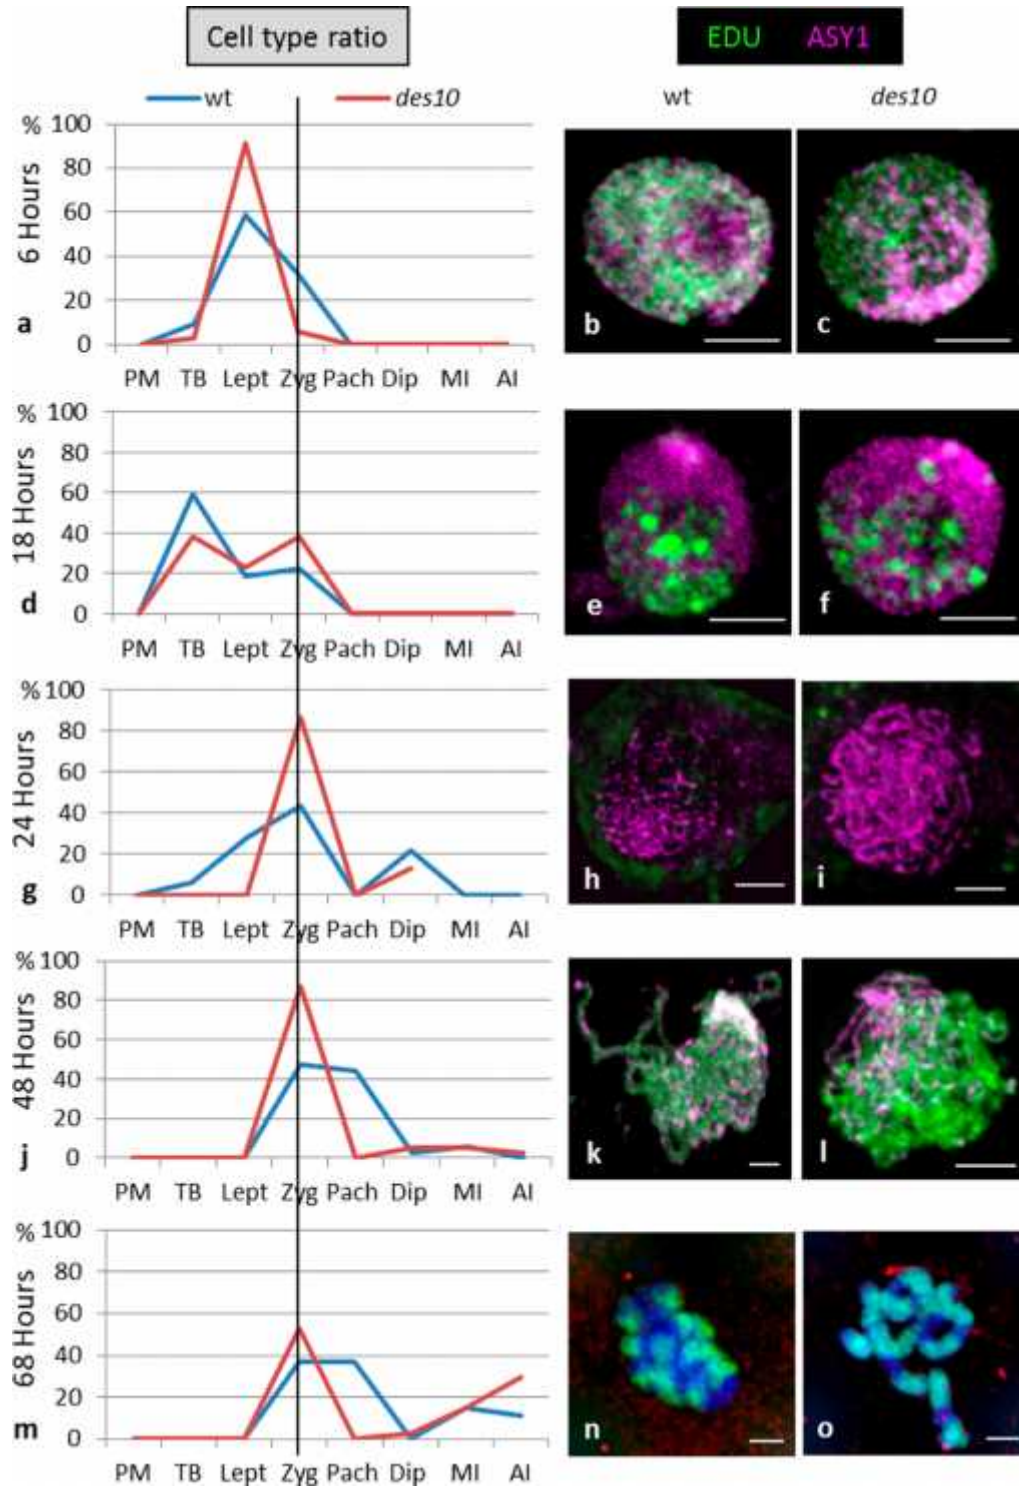 Cell type ratio
EDU ASY1
wt des10
wt des10
6 Hours
% 100
80
60
40
20
0
a
b
c
PM TB Lept Zyg Pach Dip MI AI
18 Hours
% 100
80
60
40
20
0
d
e
f
PM TB Lept Zyg Pach Dip MI AI
24 Hours
% 100
80
60
40
20
0
g
h
i
PM TB Lept Zyg Pach Dip MI AI
48 Hours
% 100
80
60
40
20
0
j
k
l
PM TB Lept Zyg Pach Dip MI AI
68 Hours
% 100
80
60
40
20
0
m
n
o
PM TB Lept Zyg Pach Dip MI AI